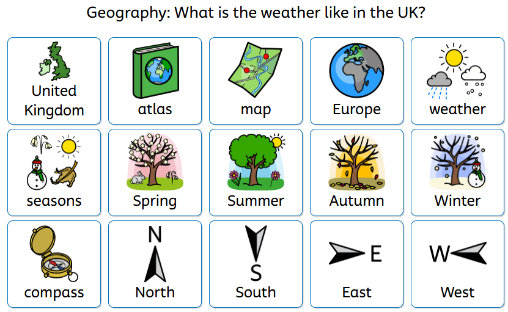 Geography: What is the weather like in the UK?
United
Kingdom
atlas
map
Europe
weather
seasons
Spring
Summer
Autumn
Winter
N
S
E
W
compass
North
South
East
West